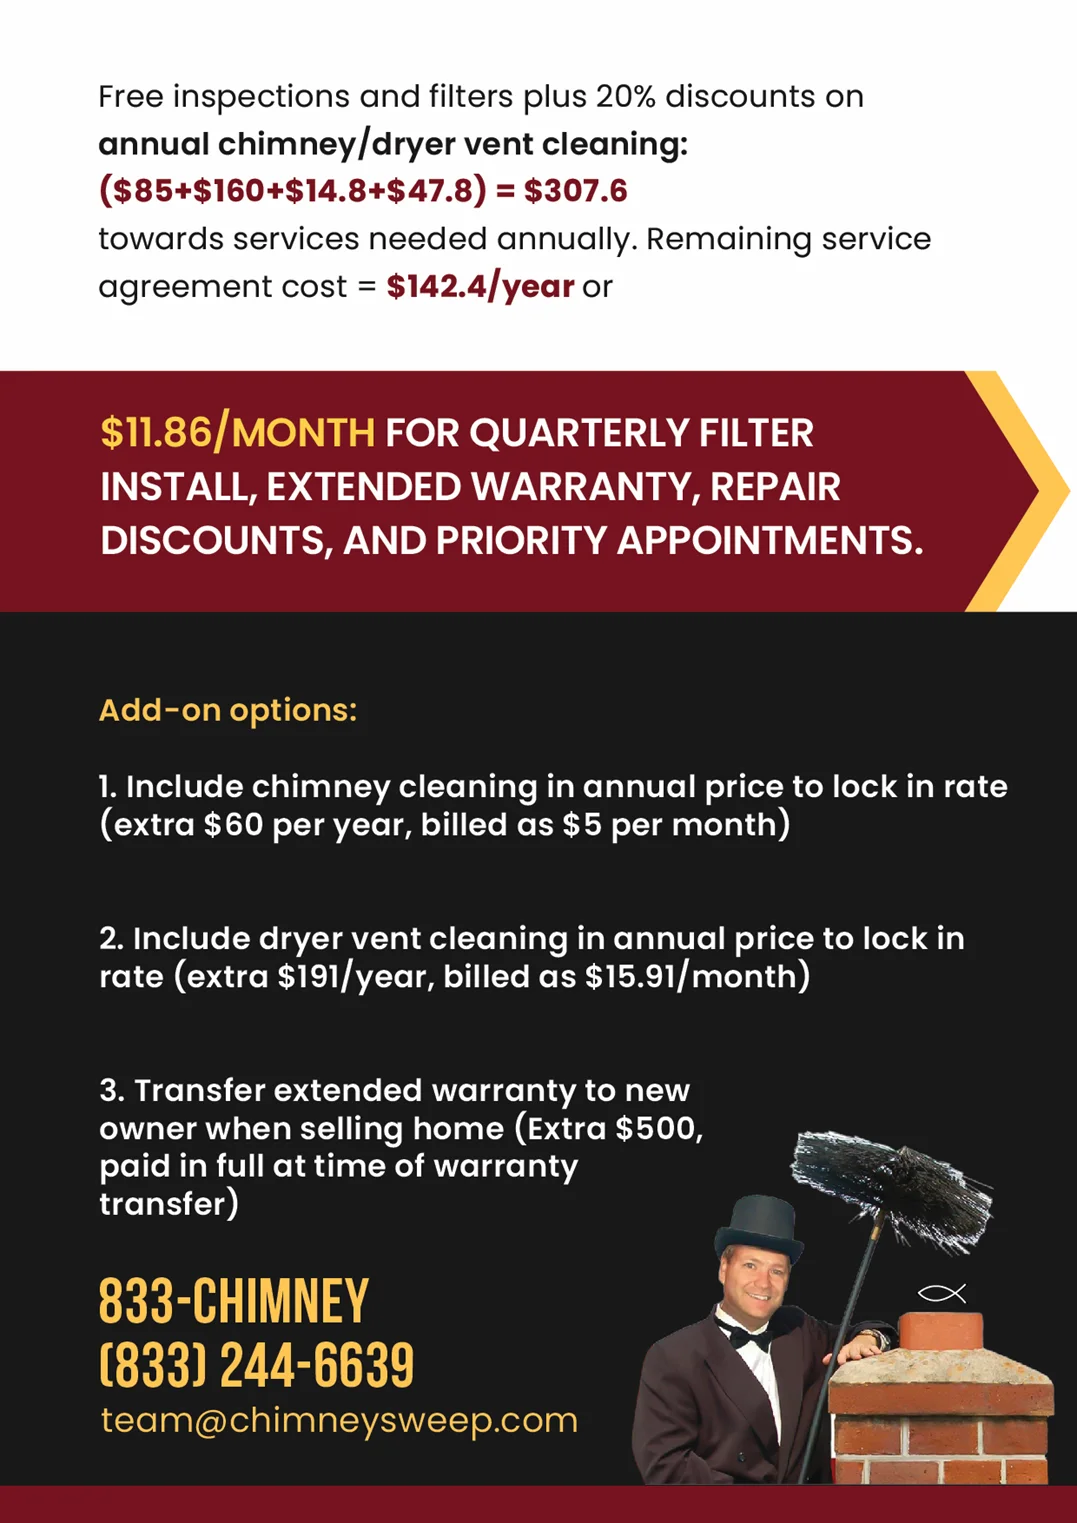 Free inspections and filters plus 20% discounts on
annual chimney/dryer vent cleaning:
($85+$160+$14.8+$47.8) = $307.6
towards services needed annually. Remaining service
agreement cost = $142.4/year or
$11.86/MONTH FOR QUARTERLY FILTER
INSTALL, EXTENDED WARRANTY, REPAIR
DISCOUNTS, AND PRIORITY APPOINTMENTS.
Add-on options:
1. Include chimney cleaning in annual price to lock in rate
(extra $60 per year, billed as $5 per month)
2. Include dryer vent cleaning in annual price to lock in
rate (extra $191/year, billed as $15.91/month)
3. Transfer extended warranty to new
owner when selling home (Extra $500,
paid in full at time of warranty
transfer)
833-CHIMNEY
(833) 244-6639
team@chimneysweep.com